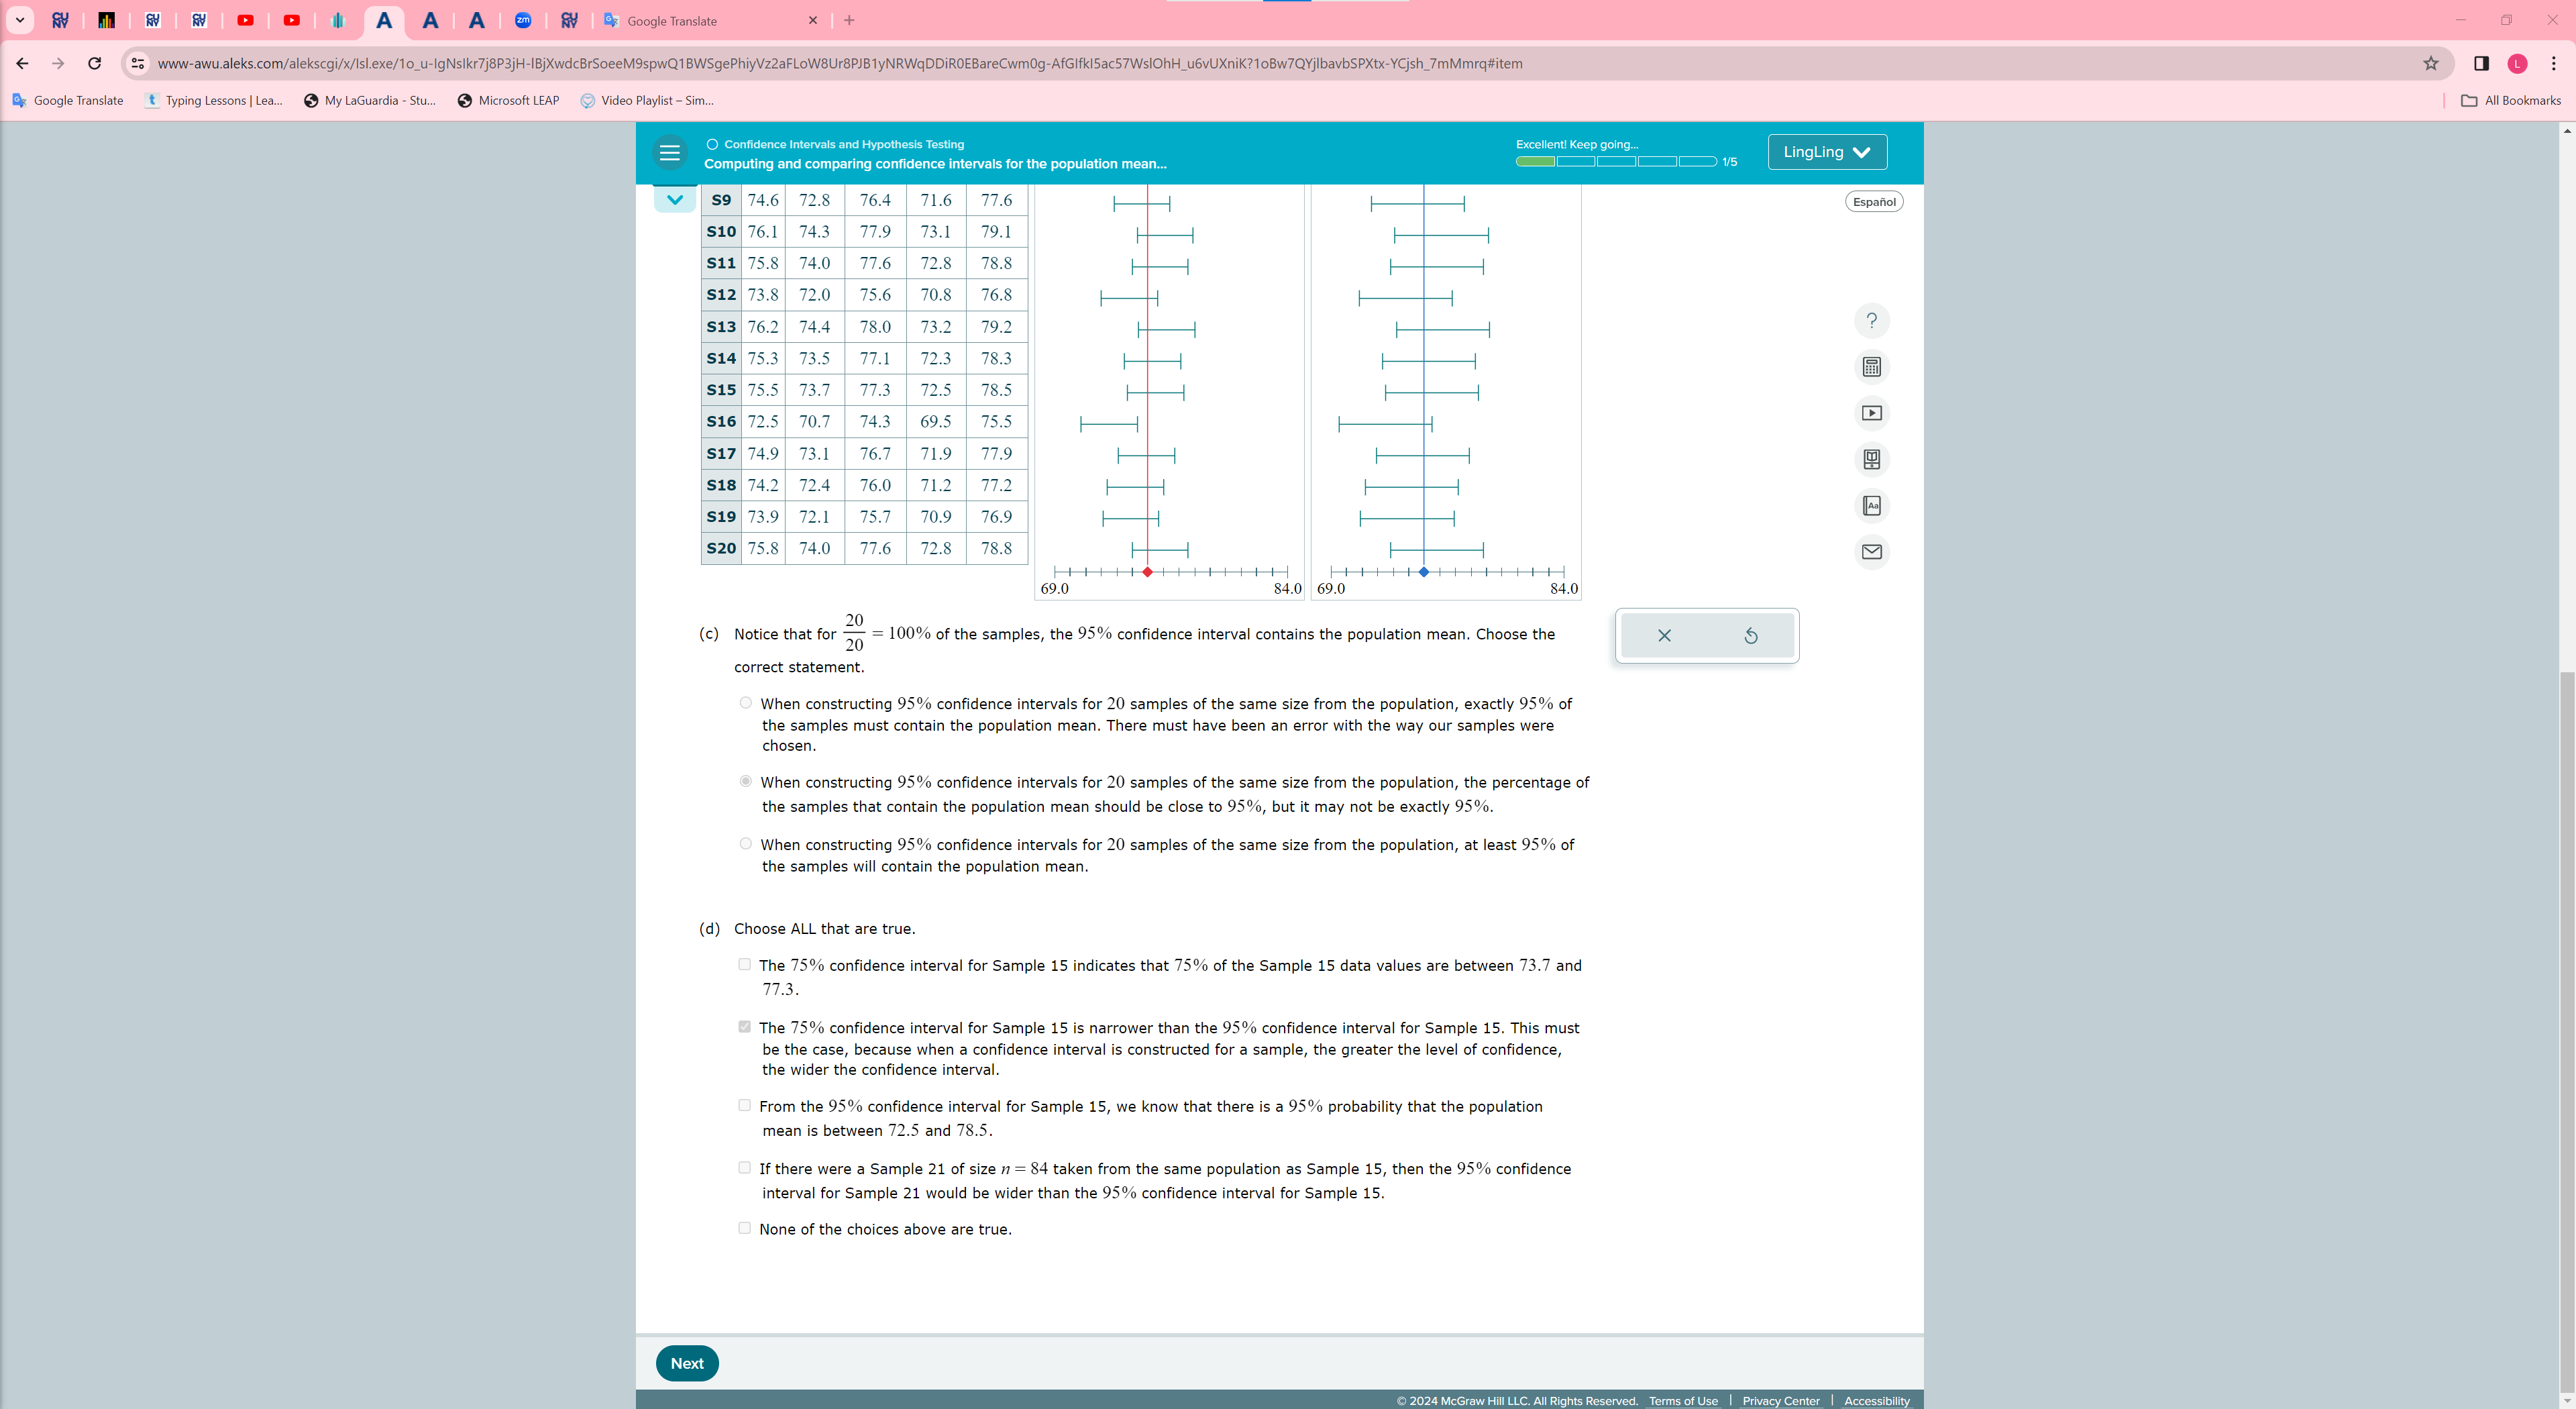 CU NY CU NY CU NY A A A zm CU NY Google Translate
www-awu.aleks.com/alekscgi/x/Isl.exe/1o_u-IgNsIkr7j8P3jH-IBjXwdcBrSoeeM9spwQ1BWSgePhiyVz2aFLoW8Ur8PJB1yNRWqDDiR0EBareCwm0g-AfGIfkI5ac57WslOhH_u6vUXniK?1oBw7QYjlbavbSPXtx-YCjsh_7mMmrq#item L
Google Translate t Typing Lessons | Lea... My LaGuardia - Stu... Microsoft LEAP Video Playlist – Sim... All Bookmarks
Confidence Intervals and Hypothesis Testing
Computing and comparing confidence intervals for the population mean...
Excellent! Keep going...
1/5
LingLing
Español
S9 74.6 72.8 76.4 71.6 77.6
S10 76.1 74.3 77.9 73.1 79.1
S11 75.8 74.0 77.6 72.8 78.8
S12 73.8 72.0 75.6 70.8 76.8
S13 76.2 74.4 78.0 73.2 79.2
S14 75.3 73.5 77.1 72.3 78.3
S15 75.5 73.7 77.3 72.5 78.5
S16 72.5 70.7 74.3 69.5 75.5
S17 74.9 73.1 76.7 71.9 77.9
S18 74.2 72.4 76.0 71.2 77.2
S19 73.9 72.1 75.7 70.9 76.9
S20 75.8 74.0 77.6 72.8 78.8
69.0 84.0 69.0 84.0
?
Aa
(c) Notice that for 20/20 = 100% of the samples, the 95% confidence interval contains the population mean. Choose the
correct statement.
When constructing 95% confidence intervals for 20 samples of the same size from the population, exactly 95% of
the samples must contain the population mean. There must have been an error with the way our samples were
chosen.
When constructing 95% confidence intervals for 20 samples of the same size from the population, the percentage of
the samples that contain the population mean should be close to 95%, but it may not be exactly 95%.
When constructing 95% confidence intervals for 20 samples of the same size from the population, at least 95% of
the samples will contain the population mean.
(d) Choose ALL that are true.
The 75% confidence interval for Sample 15 indicates that 75% of the Sample 15 data values are between 73.7 and
77.3.
The 75% confidence interval for Sample 15 is narrower than the 95% confidence interval for Sample 15. This must
be the case, because when a confidence interval is constructed for a sample, the greater the level of confidence,
the wider the confidence interval.
From the 95% confidence interval for Sample 15, we know that there is a 95% probability that the population
mean is between 72.5 and 78.5.
If there were a Sample 21 of size n = 84 taken from the same population as Sample 15, then the 95% confidence
interval for Sample 21 would be wider than the 95% confidence interval for Sample 15.
None of the choices above are true.
Next
© 2024 McGraw Hill LLC. All Rights Reserved. Terms of Use | Privacy Center | Accessibility